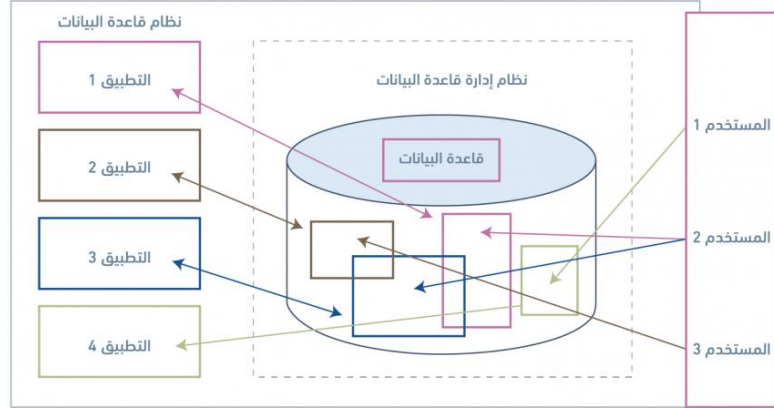 نظام قاعدة البيانات
نظام إدارة قاعدة البيانات
قاعدة البيانات
المستخدم 1
المستخدم 2
المستخدم 3
التطبيق 1
التطبيق 2
التطبيق 3
التطبيق 4